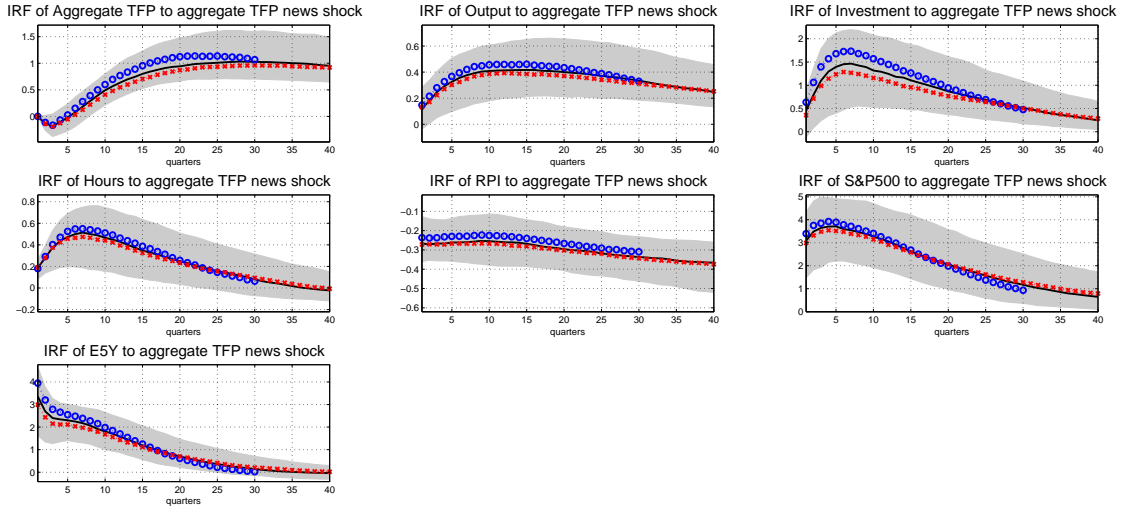 IRF of Aggregate TFP to aggregate TFP news shock
1.5
1
0.5
0
5 10 15 20 25 30 35 40
quarters
IRF of Output to aggregate TFP news shock
0.6
0.4
0.2
0
5 10 15 20 25 30 35 40
quarters
IRF of Investment to aggregate TFP news shock
2
1.5
1
0.5
0
5 10 15 20 25 30 35 40
quarters
IRF of Hours to aggregate TFP news shock
0.8
0.6
0.4
0.2
0
−0.2
5 10 15 20 25 30 35 40
quarters
IRF of RPI to aggregate TFP news shock
−0.1
−0.2
−0.3
−0.4
−0.5
−0.6
5 10 15 20 25 30 35 40
quarters
IRF of S&P500 to aggregate TFP news shock
5
4
3
2
1
0
5 10 15 20 25 30 35 40
quarters
IRF of E5Y to aggregate TFP news shock
4
3
2
1
0
5 10 15 20 25 30 35 40
quarters